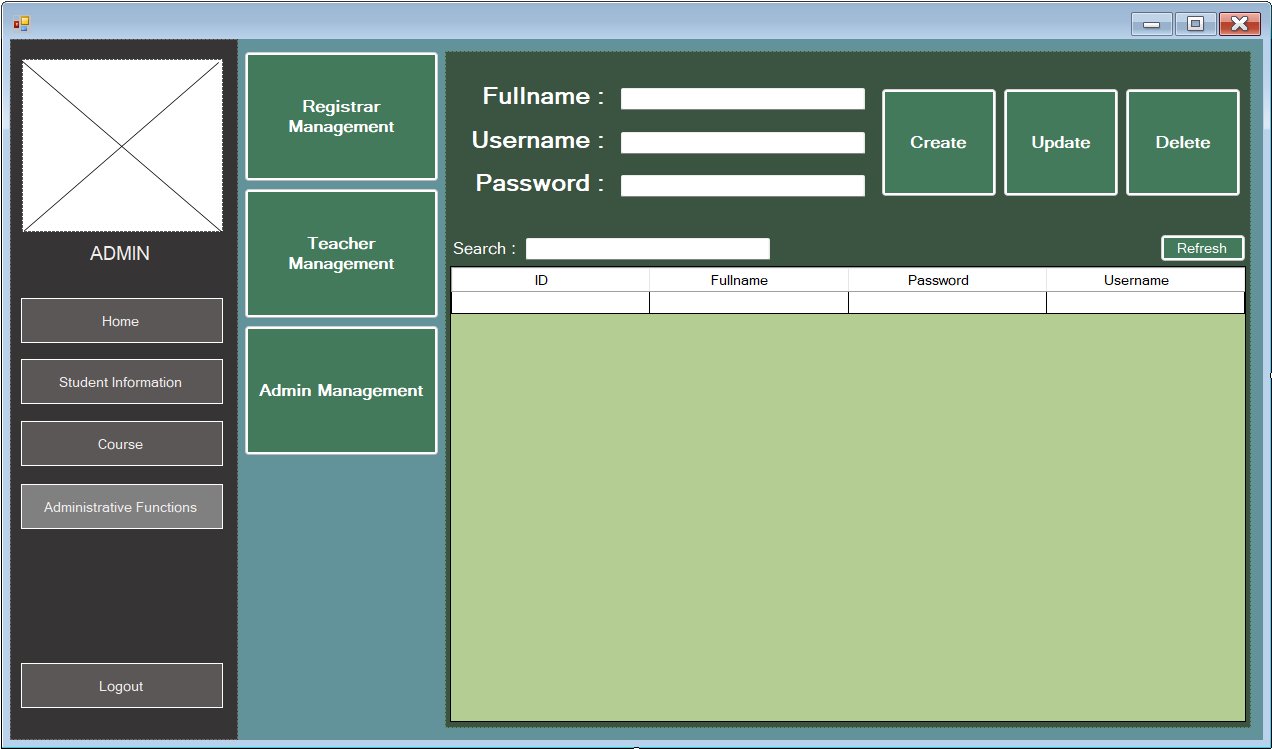 ADMIN
Home
Student Information
Course
Administrative Functions
Logout
Registrar
Management
Teacher
Management
Admin Management
Fullname :
Username :
Password :
Create
Update
Delete
Search :
Refresh
ID Fullname Password Username